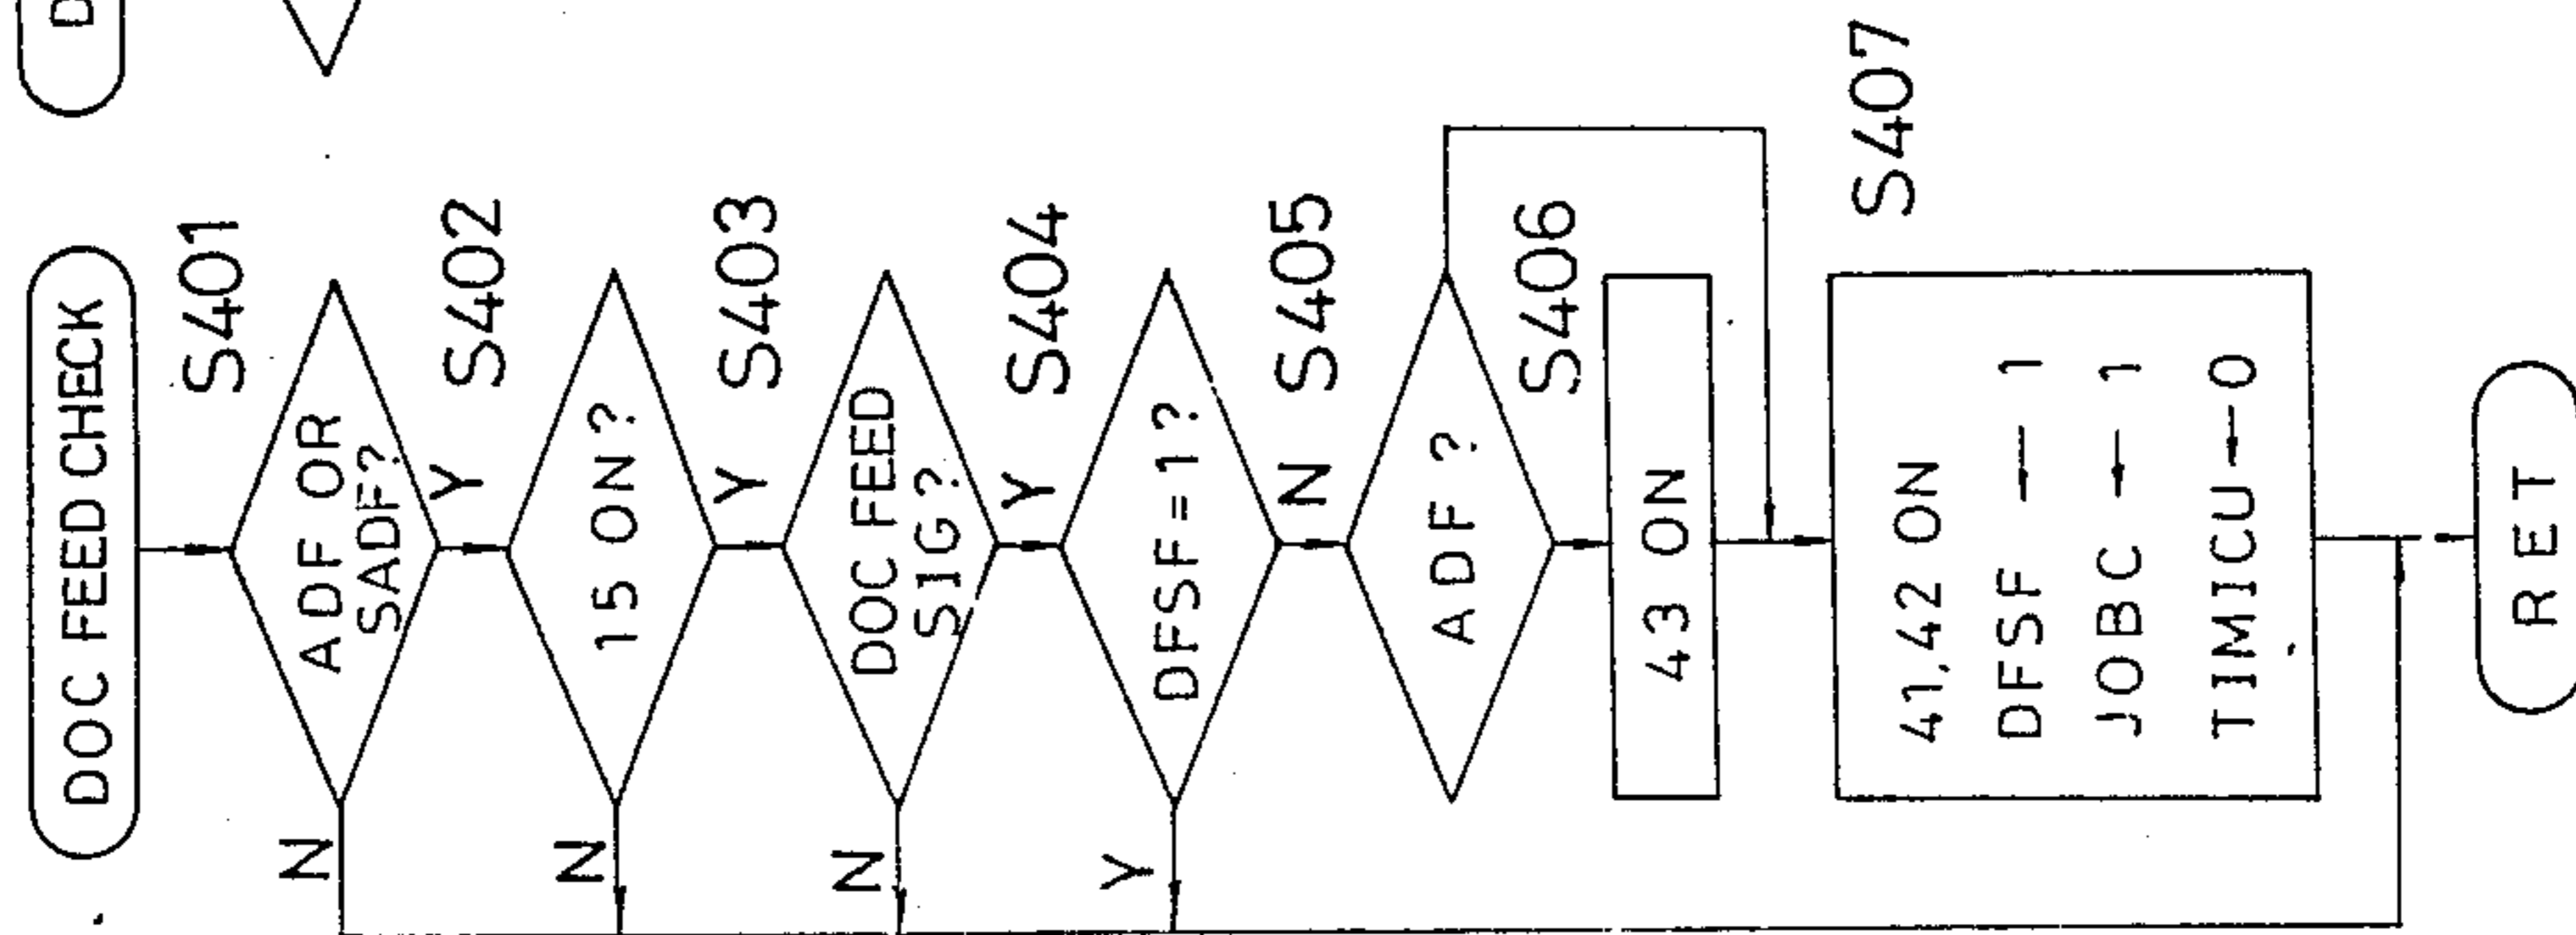 D
DOC FEED CHECK
S401
ADF OR
SADF?
N
Y
S402
15 ON?
N
Y
S403
DOC FEED
SIG?
N
Y
S404
DFSF=1?
Y
N
S405
ADF?
S406
43 ON
S407
41,42 ON
DFSF ← 1
JOBC ← 1
TIMICU ← 0
RET